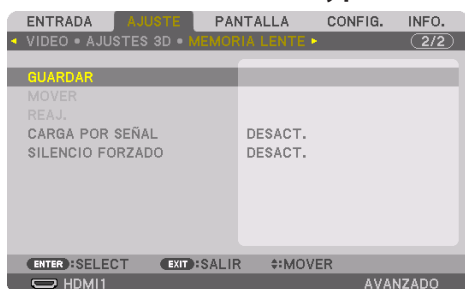 ENTRADA AJUSTE PANTALLA CONFIG. INFO.
VIDEO • AJUSTES 3D • MEMORIA LENTE 2/2
GUARDAR
MOVER
REAJ.
CARGA POR SEÑAL DESACT.
SILENCIO FORZADO DESACT.
ENTER :SELECT EXIT :SALIR :MOVER
HDMI1 AVANZADO